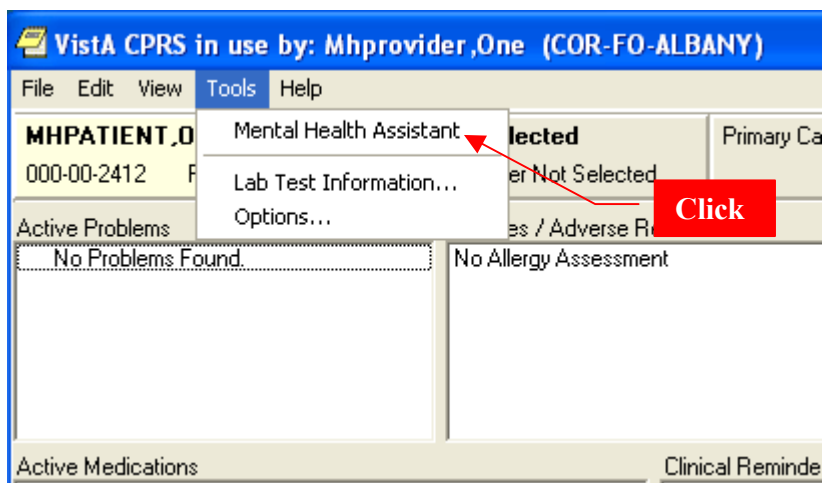 VistA CPRS in use by: Mhprovider,One (COR-FO-ALBANY)
File Edit View Tools Help
MHPATIENT,O
Mental Health Assistant
lected
Primary Ca
000-00-2412 F
Lab Test Information...
er Not Selected
Click
Options...
Active Problems
es / Adverse R
No Problems Found.
No Allergy Assessment
Active Medications
Clinical Reminde